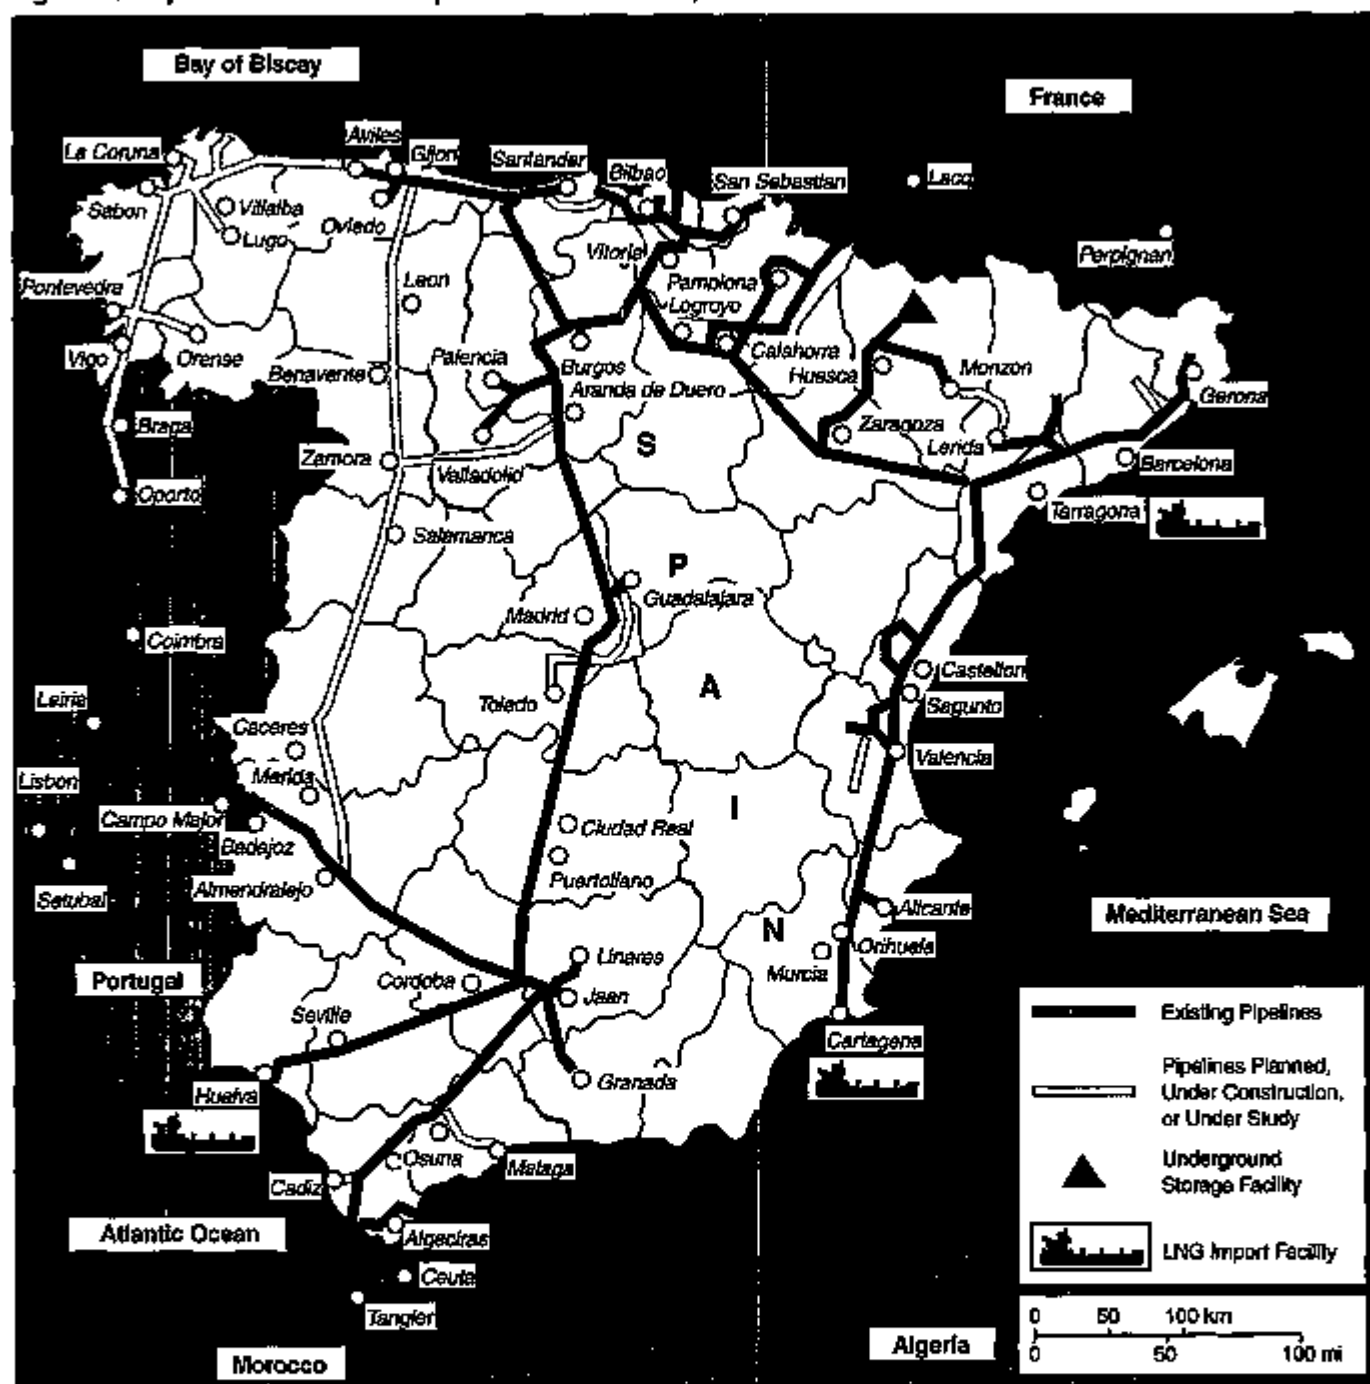 Bay of Biscay
France
La Coruna
Aviles
Gijon
Santander
Bilbao
San Sebastian
Lacq
Sabon
Villalba
Lugo
Oviedo
Vitoria
Perpignan
Pontevedra
Leon
Pamplona
Logroyo
Vigo
Orense
Benavente
Palencia
Burgos
Calahorra
Huesca
Monzon
Aranda de Duero
Gerona
Braga
Zaragoza
Lerida
Zamora
Valladolid
Barcelona
Oporto
S
Tarragona
Salamanca
P
Guadalajara
Madrid
Coimbra
Castellon
Toledo
A
Sagunto
Leiria
Caceres
Valencia
Lisbon
Merida
Campo Major
I
Badajoz
Ciudad Real
Setubal
Almendralejo
Puertollano
Alicante
Mediterranean Sea
N
Orihuela
Linares
Murcia
Portugal
Cordoba
Jaen
Seville
Cartagena
Huelva
Granada
Osuna
Malaga
Cadiz
Atlantic Ocean
Algeciras
Ceuta
Tangier
Morocco
Algeria
Existing Pipelines
Pipelines Planned,
Under Construction,
or Under Study
Underground
Storage Facility
LNG Import Facility
0 50 100 km
0 50 100 mi